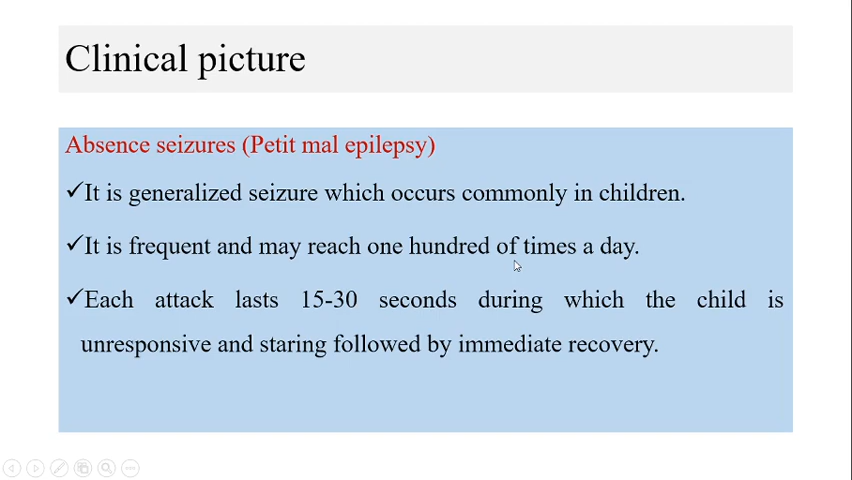 Clinical picture
Absence seizures (Petit mal epilepsy)
✓It is generalized seizure which occurs commonly in children.
✓It is frequent and may reach one hundred of times a day.
✓Each attack lasts 15-30 seconds during which the child is
unresponsive and staring followed by immediate recovery.